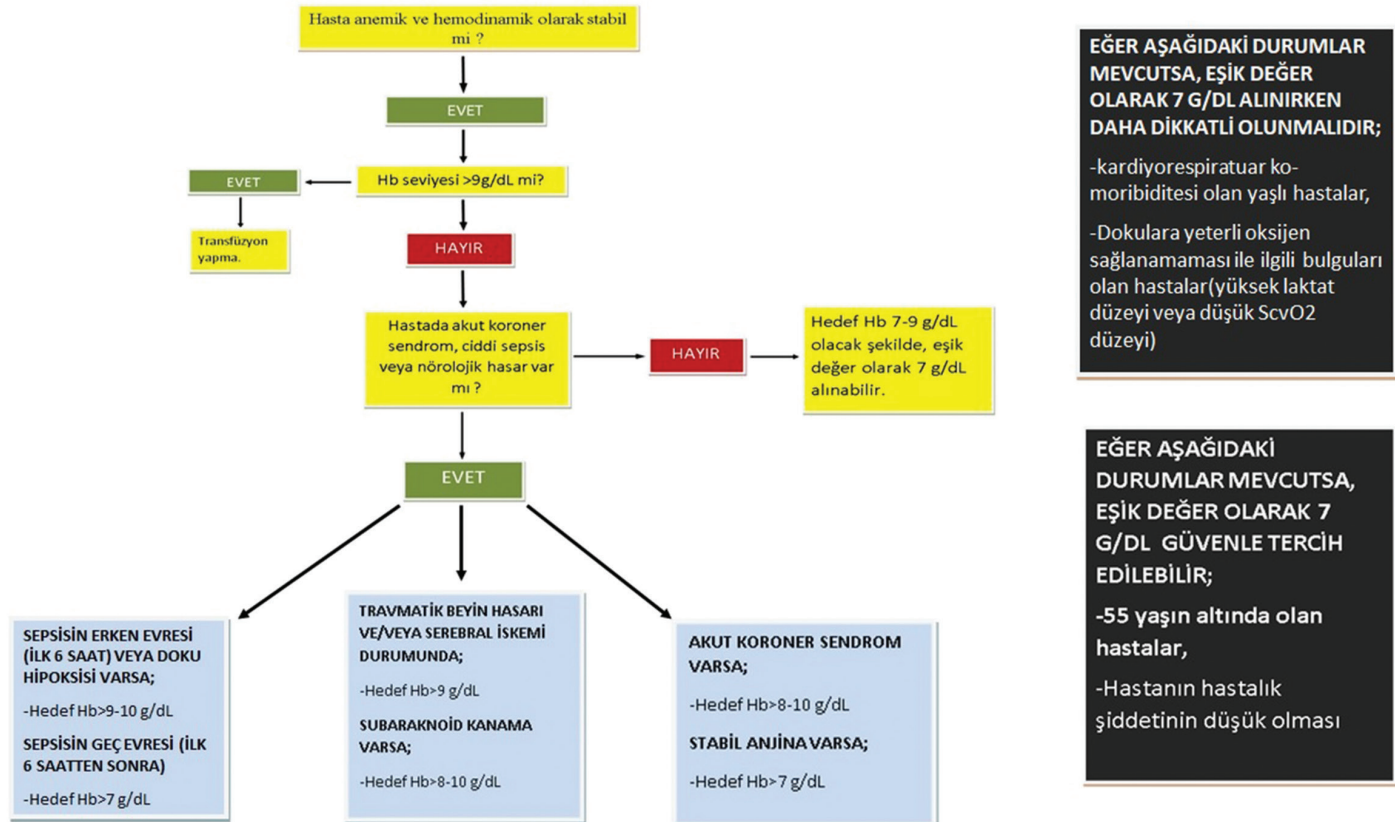 Hasta anemik ve hemodinamik olarak stabil
mi ?
EVET
Hb seviyesi >9g/dL mi?
EVET
Transfüzyon
yapma.
HAYIR
Hastada akut koroner
sendrom, ciddi sepsis
veya nörolojik hasar var
mı ?
HAYIR
Hedef Hb 7-9 g/dL
olacak şekilde, eşik
değer olarak 7 g/dL
alınabilir.
EVET
SEPSİSİN ERKEN EVRESİ
(İLK 6 SAAT) VEYA DOKU
HİPOKSİSİ VARSA;
-Hedef Hb>9-10 g/dL
SEPSİSİN GEÇ EVRESİ (İLK
6 SAATTEN SONRA)
-Hedef Hb>7 g/dL
TRAVMATİK BEYİN HASARI
VE/VEYA SEREBRAL İSKEMİ
DURUMUNDA;
-Hedef Hb>9 g/dL
SUBARAKNOİD KANAMA
VARSA;
-Hedef Hb>8-10 g/dL
AKUT KORONER SENDROM
VARSA;
-Hedef Hb>8-10 g/dL
STABİL ANJİNA VARSA;
-Hedef Hb>7 g/dL
EĞER AŞAĞIDAKİ DURUMLAR
MEVCUTSA, EŞİK DEĞER
OLARAK 7 G/DL ALINIRKEN
DAHA DİKKATLİ OLUNMALIDIR;
-kardiyorespiratuar ko-
moribiditesi olan yaşlı hastalar,
-Dokulara yeterli oksijen
sağlanamaması ile ilgili bulguları
olan hastalar(yüksek laktat
düzeyi veya düşük ScvO2
düzeyi)
EĞER AŞAĞIDAKİ
DURUMLAR MEVCUTSA,
EŞİK DEĞER OLARAK 7
G/DL GÜVENLE TERCİH
EDİLEBİLİR;
-55 yaşın altında olan
hastalar,
-Hastanın hastalık
şiddetinin düşük olması